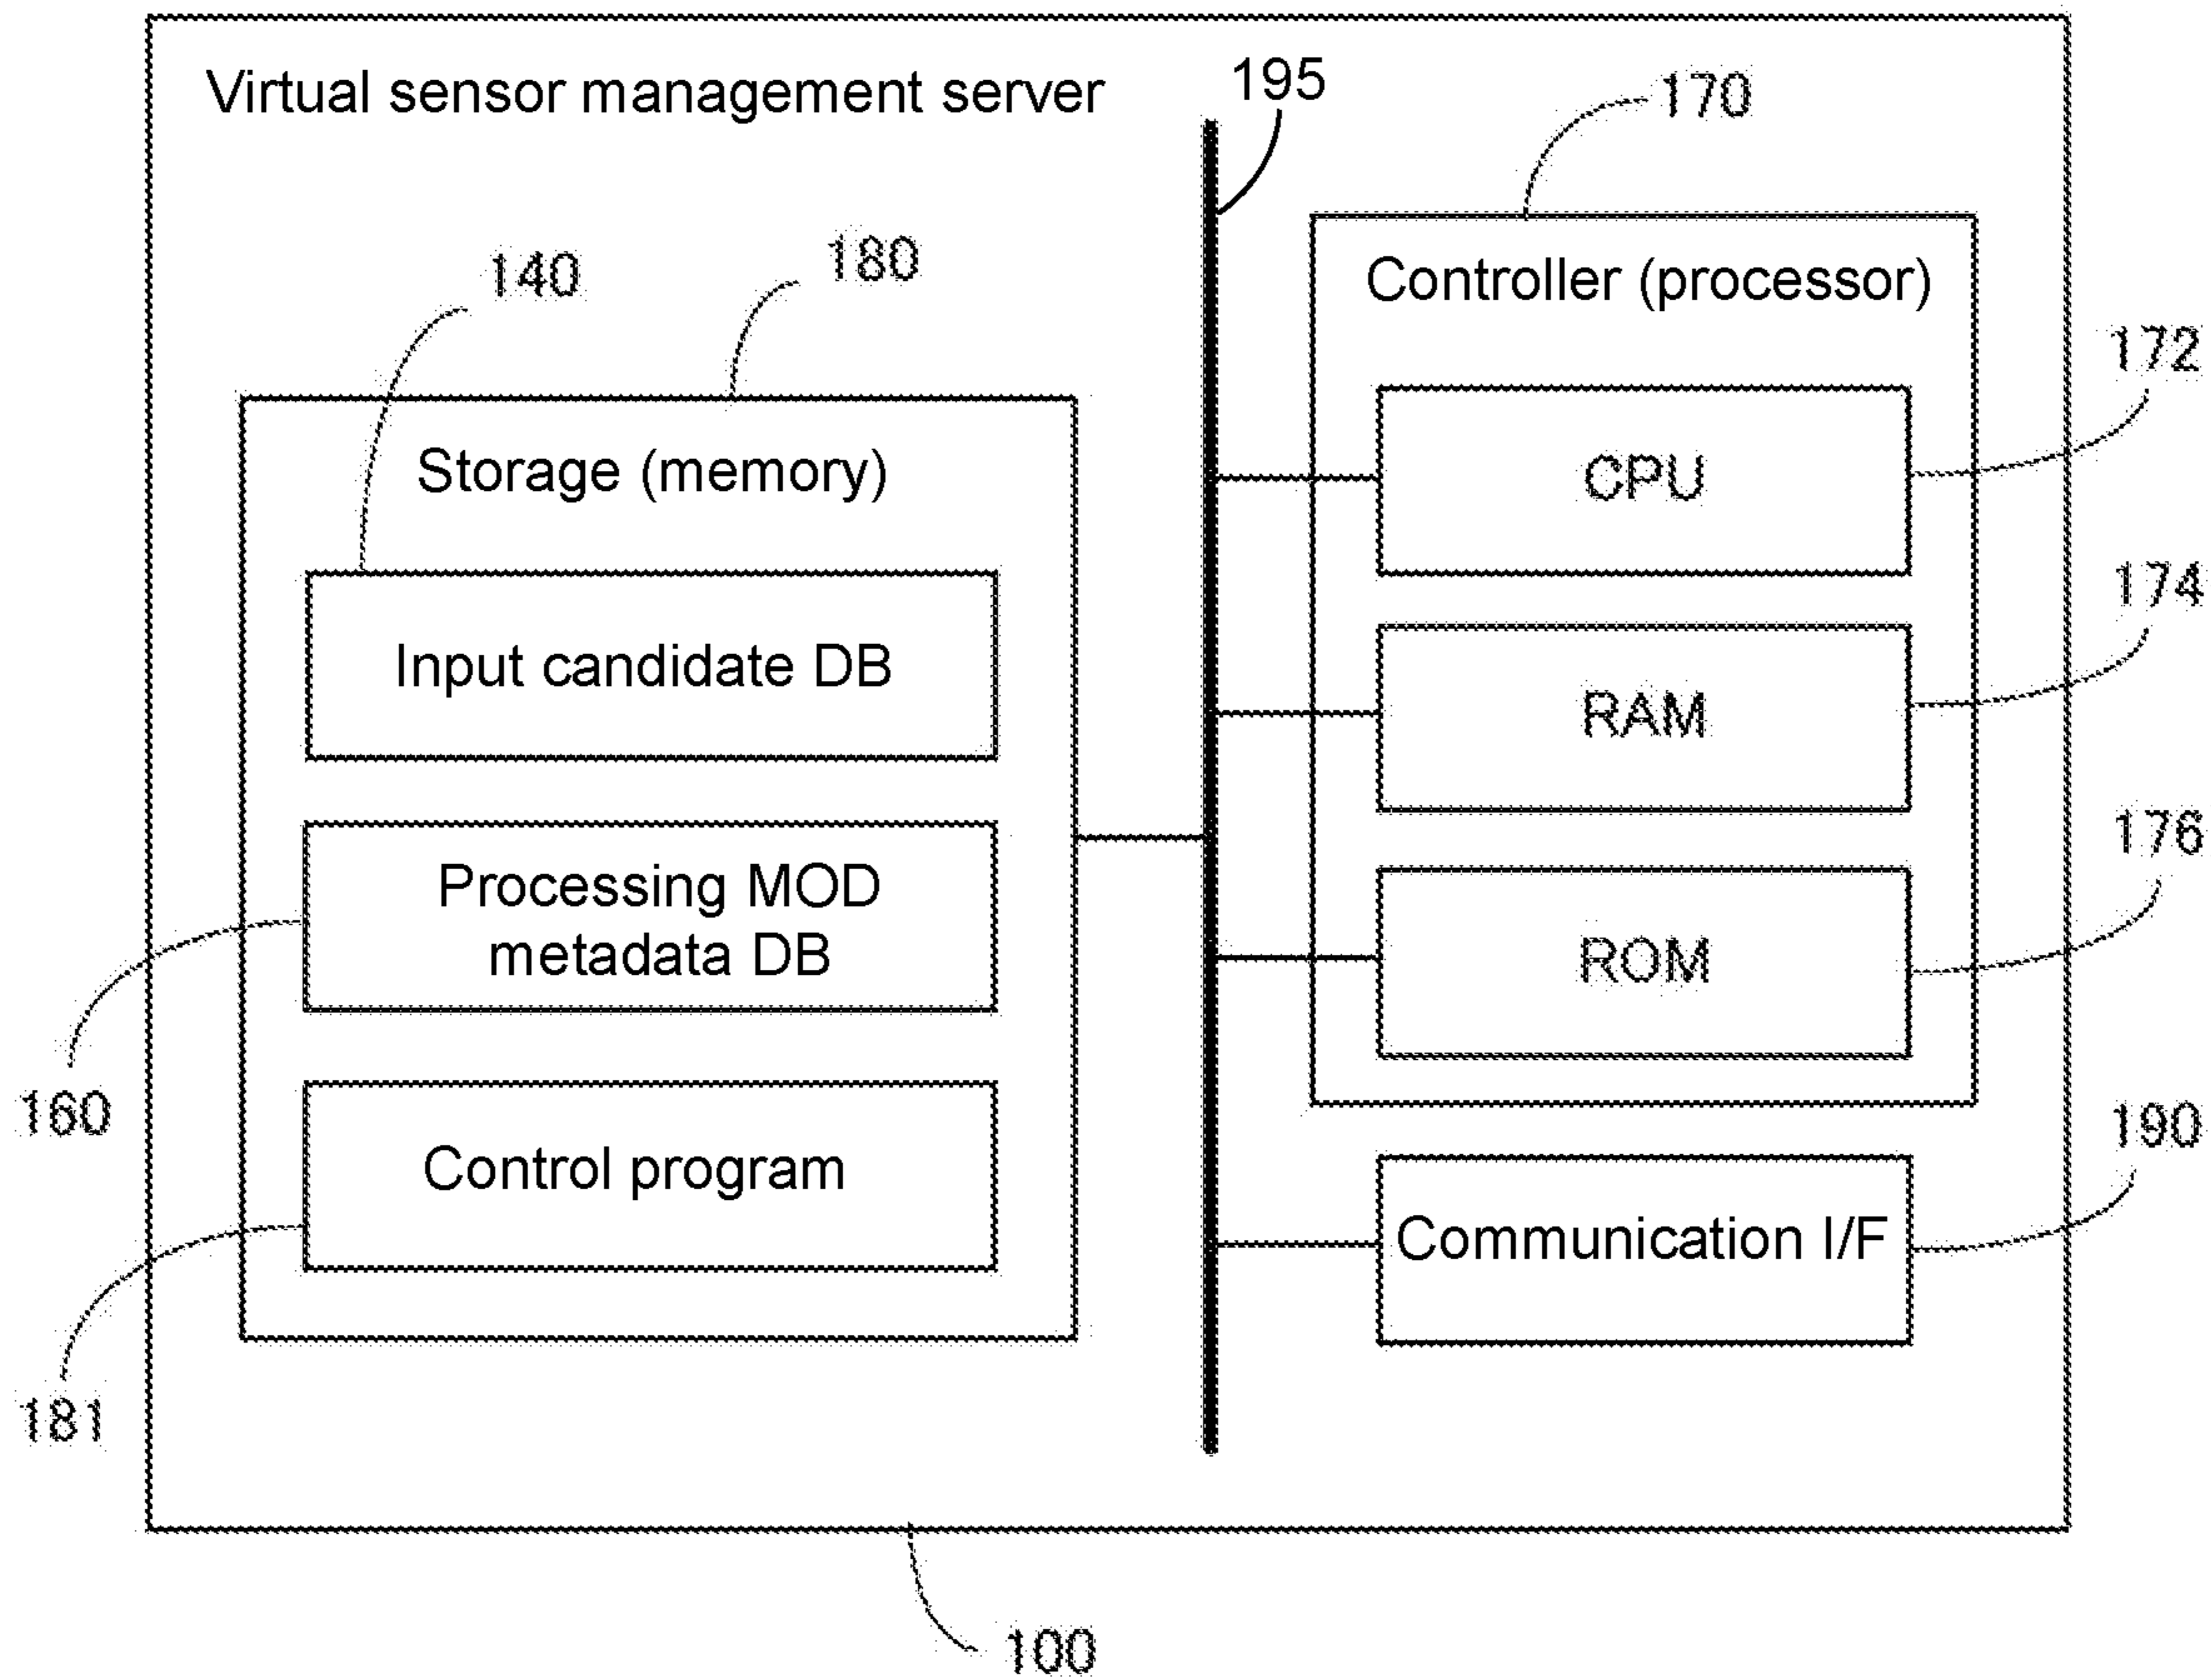 Virtual sensor management server
195
170
140
180
Controller (processor)
172
Storage (memory)
CPU
174
Input candidate DB
RAM
176
Processing MOD
metadata DB
ROM
160
190
Control program
Communication I/F
181
100